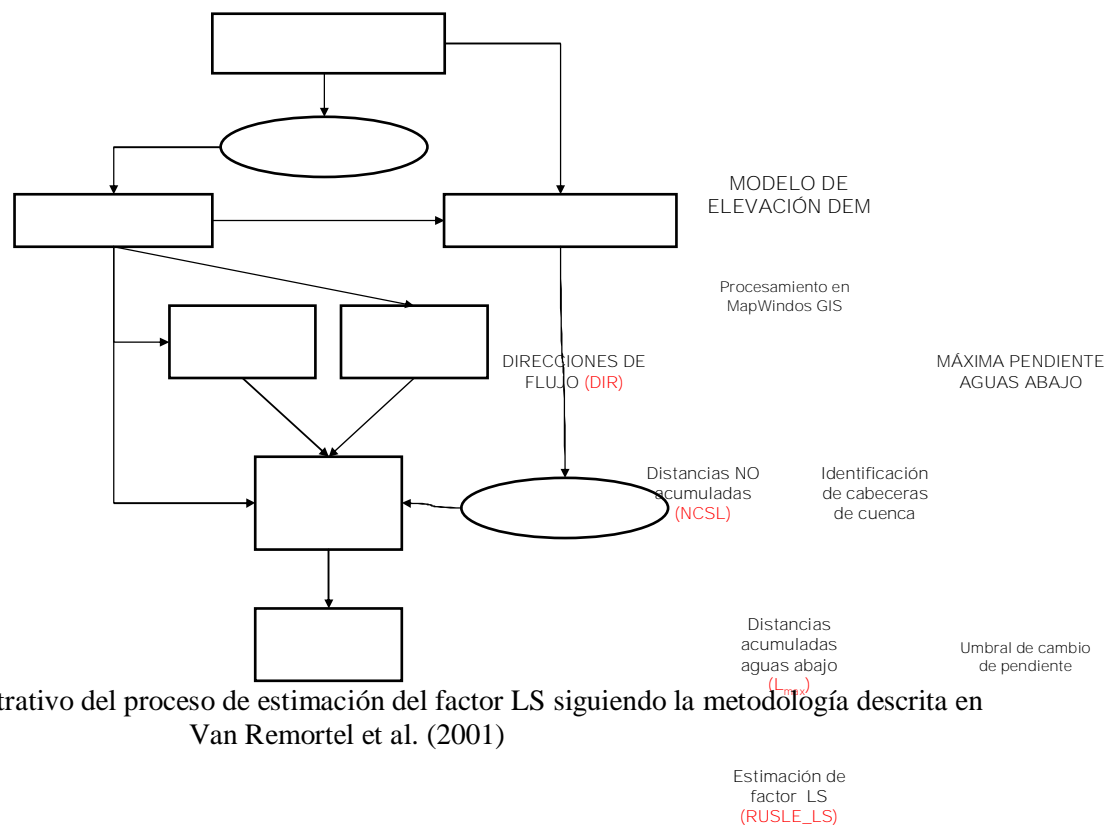 MODELO DE
ELEVACIÓN DEM
Procesamiento en
MapWindos GIS
DIRECCIONES DE
FLUJO (DIR)
MÁXIMA PENDIENTE
AGUAS ABAJO
Distancias NO
acumuladas
(NCSL)
Identificación
de cabeceras
de cuenca
Distancias
acumuladas
aguas abajo
(Lmax)
Umbral de cambio
de pendiente
trativo del proceso de estimación del factor LS siguiendo la metodología descrita en
Van Remortel et al. (2001)
Estimación de
factor LS
(RUSLE_LS)